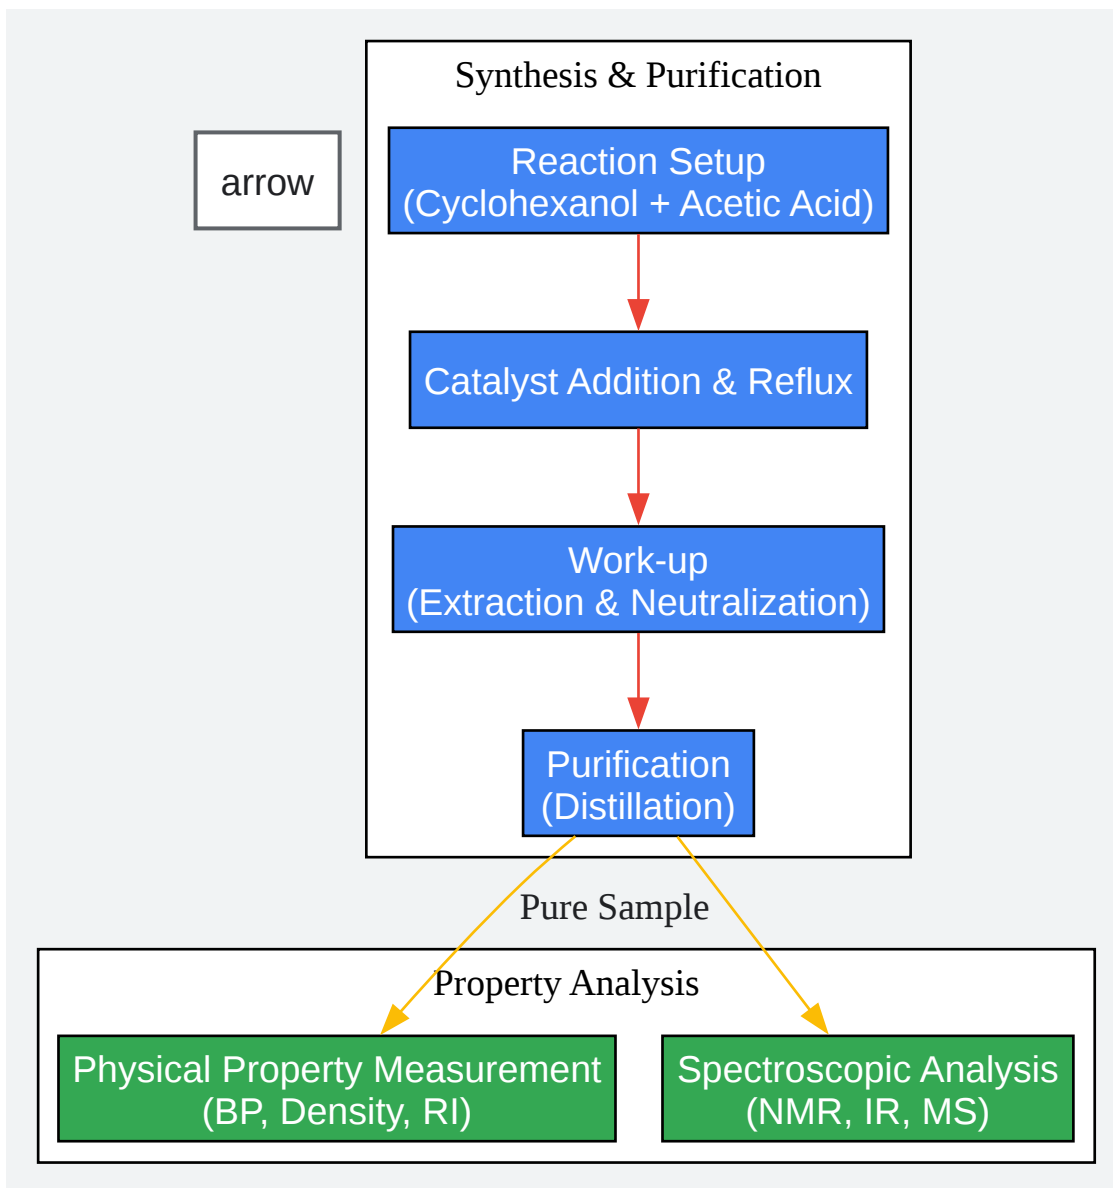 Synthesis & Purification
arrow
Reaction Setup
(Cyclohexanol + Acetic Acid)
Catalyst Addition & Reflux
Work-up
(Extraction & Neutralization)
Purification
(Distillation)
Pure Sample
Property Analysis
Physical Property Measurement
(BP, Density, RI)
Spectroscopic Analysis
(NMR, IR, MS)